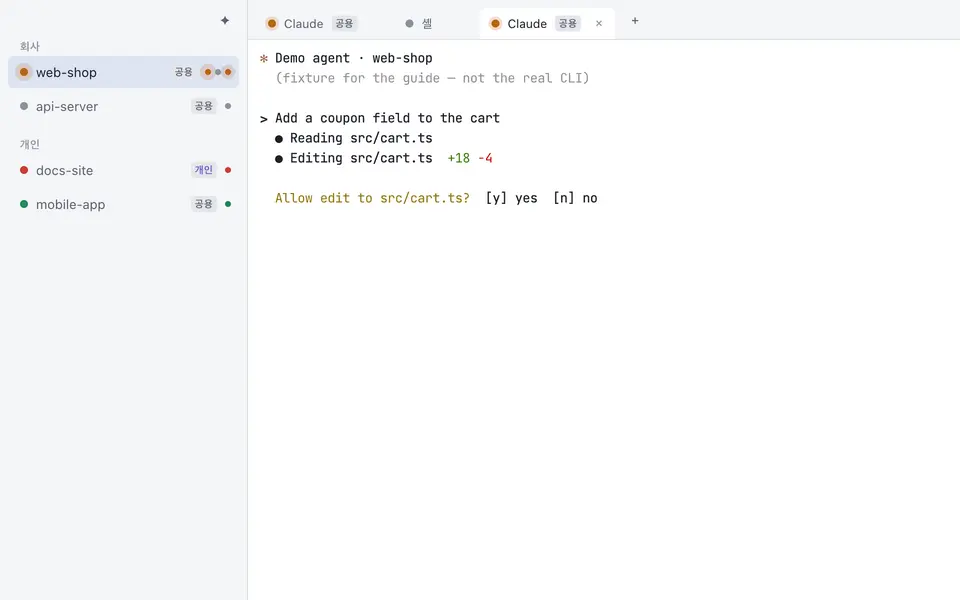 ✦
회사
web-shop 공용
api-server 공용
개인
docs-site 개인
mobile-app 공용
Claude 공용
셸
Claude 공용 ×
+
* Demo agent · web-shop
(fixture for the guide — not the real CLI)
> Add a coupon field to the cart
● Reading src/cart.ts
● Editing src/cart.ts +18 -4
Allow edit to src/cart.ts? [y] yes [n] no